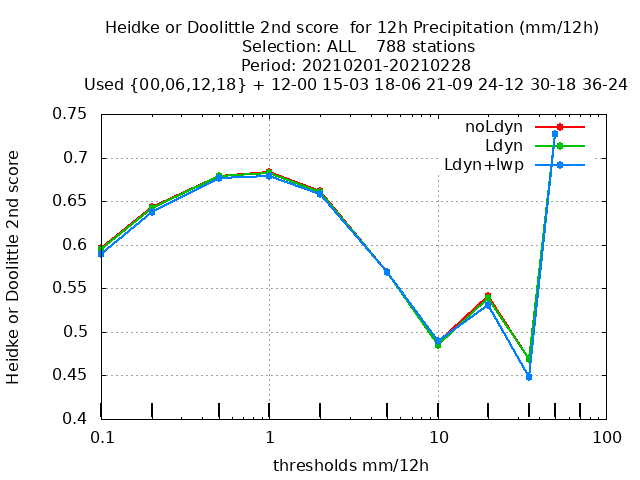 Heidke or Doolittle 2nd score  for 12h Precipitation (mm/12h)
Selection: ALL    788 stations
Period: 20210201-20210228
Used {00,06,12,18} + 12-00 15-03 18-06 21-09 24-12 30-18 36-24
0.75
noLdyn
Ldyn
Ldyn+lwp
0.7
0.65
0.6
0.55
0.5
0.45
0.4
Heidke or Doolittle 2nd score
0.1 1 10 100
thresholds mm/12h